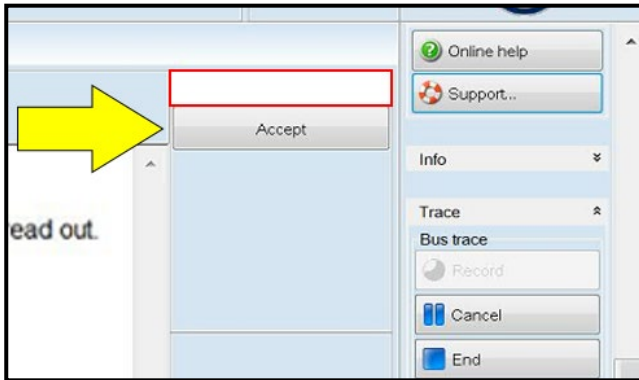 Online help
Support...
Accept
Info
Trace
ead out.
Bus trace
Record
Cancel
End